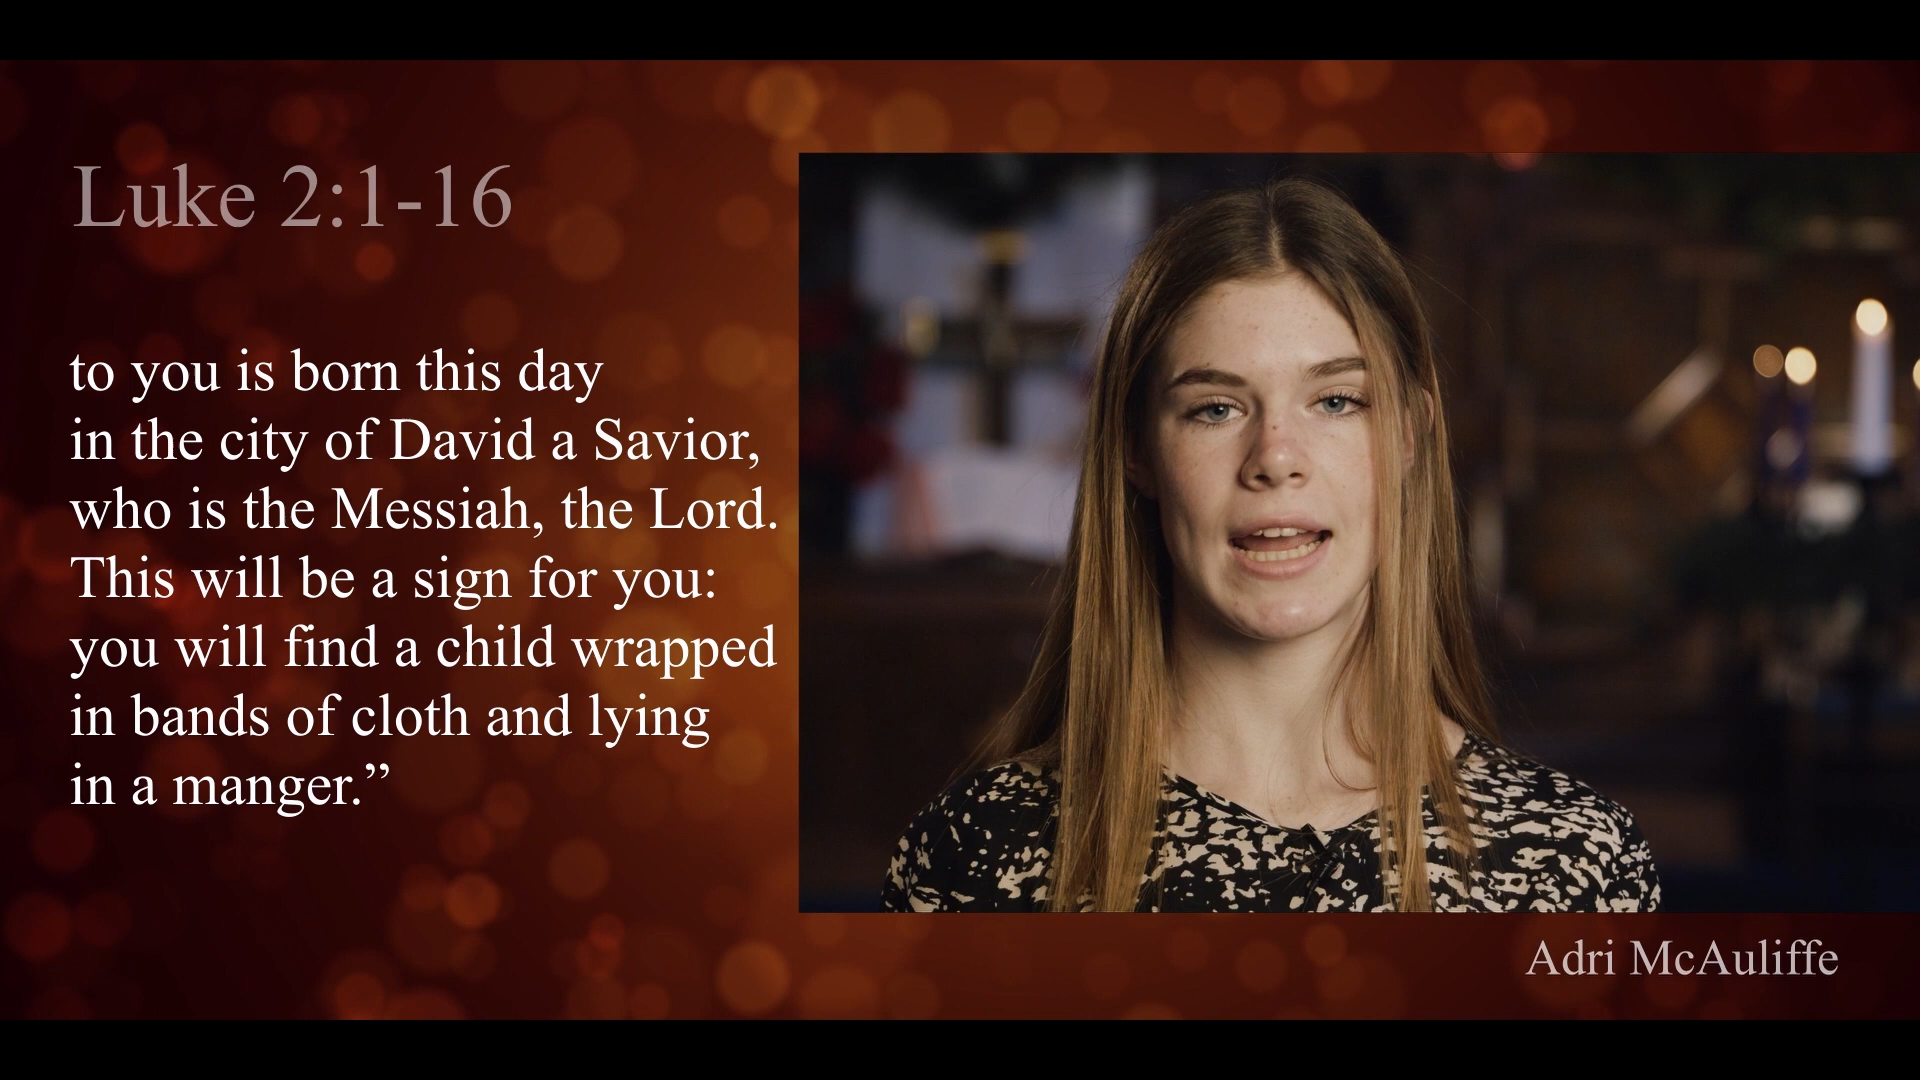 Luke 2:1-16
to you is born this day
in the city of David a Savior,
who is the Messiah, the Lord.
This will be a sign for you:
you will find a child wrapped
in bands of cloth and lying
in a manger.”
Adri McAuliffe